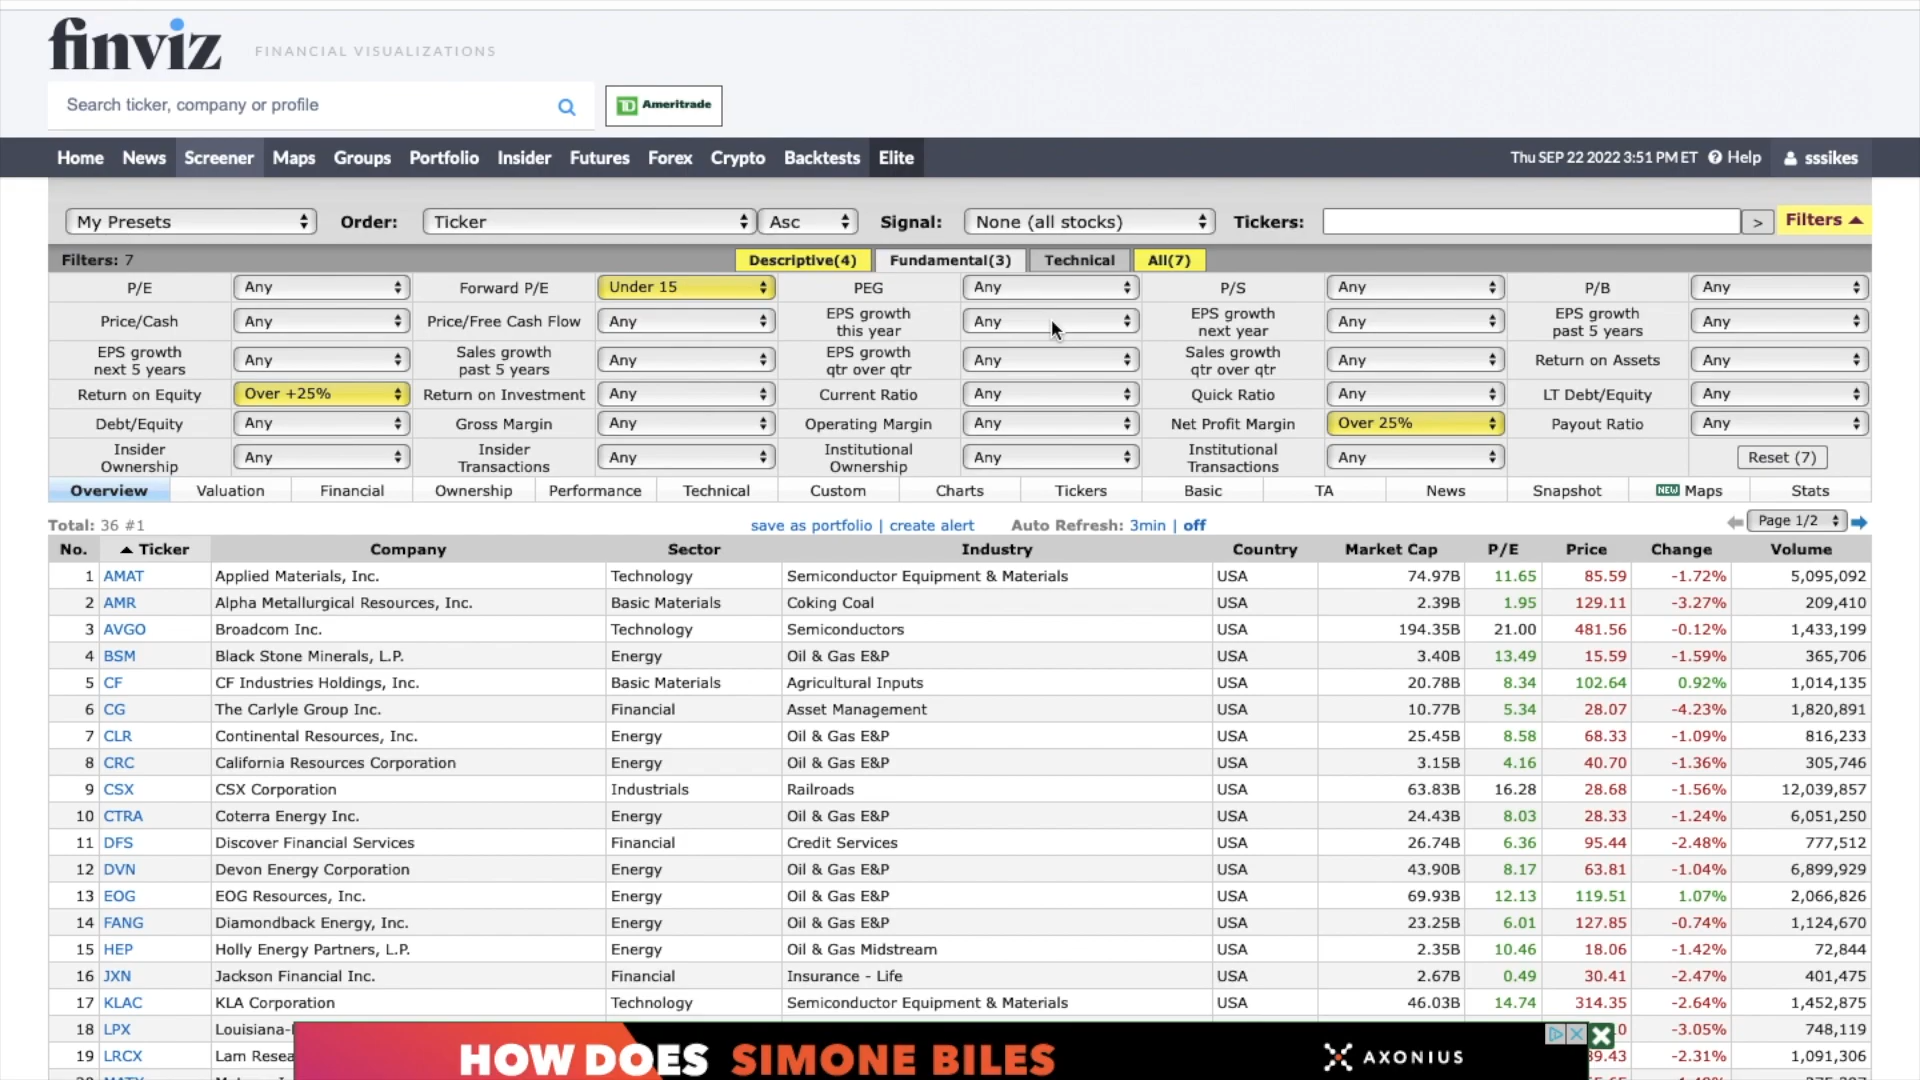 finviz FINANCIAL VISUALIZATIONS
Search ticker, company or profile
TD Ameritrade
Home News Screener Maps Groups Portfolio Insider Futures Forex Crypto Backtests Elite Thu SEP 22 2022 3:51 PM ET Help sssikes
My Presets Order: Ticker Asc Signal: None (all stocks) Tickers: > Filters
Filters: 7 Descriptive(4) Fundamental(3) Technical All(7)
P/E Any Forward P/E Under 15 PEG Any P/S Any P/B Any
Price/Cash Any Price/Free Cash Flow Any EPS growth this year Any EPS growth next year Any EPS growth past 5 years Any
EPS growth next 5 years Any Sales growth past 5 years Any EPS growth qtr over qtr Any Sales growth qtr over qtr Any Return on Assets Any
Return on Equity Over +25% Return on Investment Any Current Ratio Any Quick Ratio Any LT Debt/Equity Any
Debt/Equity Any Gross Margin Any Operating Margin Any Net Profit Margin Over 25% Payout Ratio Any
Insider Ownership Any Insider Transactions Any Institutional Ownership Any Institutional Transactions Any Reset (7)
Overview Valuation Financial Ownership Performance Technical Custom Charts Tickers Basic TA News Snapshot NEW Maps Stats
Total: 36 #1 save as portfolio | create alert Auto Refresh: 3min | off Page 1/2
No. Ticker Company Sector Industry Country Market Cap P/E Price Change Volume
1 AMAT Applied Materials, Inc. Technology Semiconductor Equipment & Materials USA 74.97B 11.65 85.59 -1.72% 5,095,092
2 AMR Alpha Metallurgical Resources, Inc. Basic Materials Coking Coal USA 2.39B 1.95 129.11 -3.27% 209,410
3 AVGO Broadcom Inc. Technology Semiconductors USA 194.35B 21.00 481.56 -0.12% 1,433,199
4 BSM Black Stone Minerals, L.P. Energy Oil & Gas E&P USA 3.40B 13.49 15.59 -1.59% 365,706
5 CF CF Industries Holdings, Inc. Basic Materials Agricultural Inputs USA 20.78B 8.34 102.64 0.92% 1,014,135
6 CG The Carlyle Group Inc. Financial Asset Management USA 10.77B 5.34 28.07 -4.23% 1,820,891
7 CLR Continental Resources, Inc. Energy Oil & Gas E&P USA 25.45B 8.58 68.33 -1.09% 816,233
8 CRC California Resources Corporation Energy Oil & Gas E&P USA 3.15B 4.16 40.70 -1.36% 305,746
9 CSX CSX Corporation Industrials Railroads USA 63.83B 16.28 28.68 -1.56% 12,039,857
10 CTRA Coterra Energy Inc. Energy Oil & Gas E&P USA 24.43B 8.03 28.33 -1.24% 6,051,250
11 DFS Discover Financial Services Financial Credit Services USA 26.74B 6.36 95.44 -2.48% 777,512
12 DVN Devon Energy Corporation Energy Oil & Gas E&P USA 43.90B 8.17 63.81 -1.04% 6,899,929
13 EOG EOG Resources, Inc. Energy Oil & Gas E&P USA 69.93B 12.13 119.51 1.07% 2,066,826
14 FANG Diamondback Energy, Inc. Energy Oil & Gas E&P USA 23.25B 6.01 127.85 -0.74% 1,124,670
15 HEP Holly Energy Partners, L.P. Energy Oil & Gas Midstream USA 2.35B 10.46 18.06 -1.42% 72,844
16 JXN Jackson Financial Inc. Financial Insurance - Life USA 2.67B 0.49 30.41 -2.47% 401,475
17 KLAC KLA Corporation Technology Semiconductor Equipment & Materials USA 46.03B 14.74 314.35 -2.64% 1,452,875
18 LPX Louisiana- 0 -3.05% 748,119
19 LRCX Lam Resea 39.43 -2.31% 1,091,306
HOW DOES SIMONE BILES AXONIUS